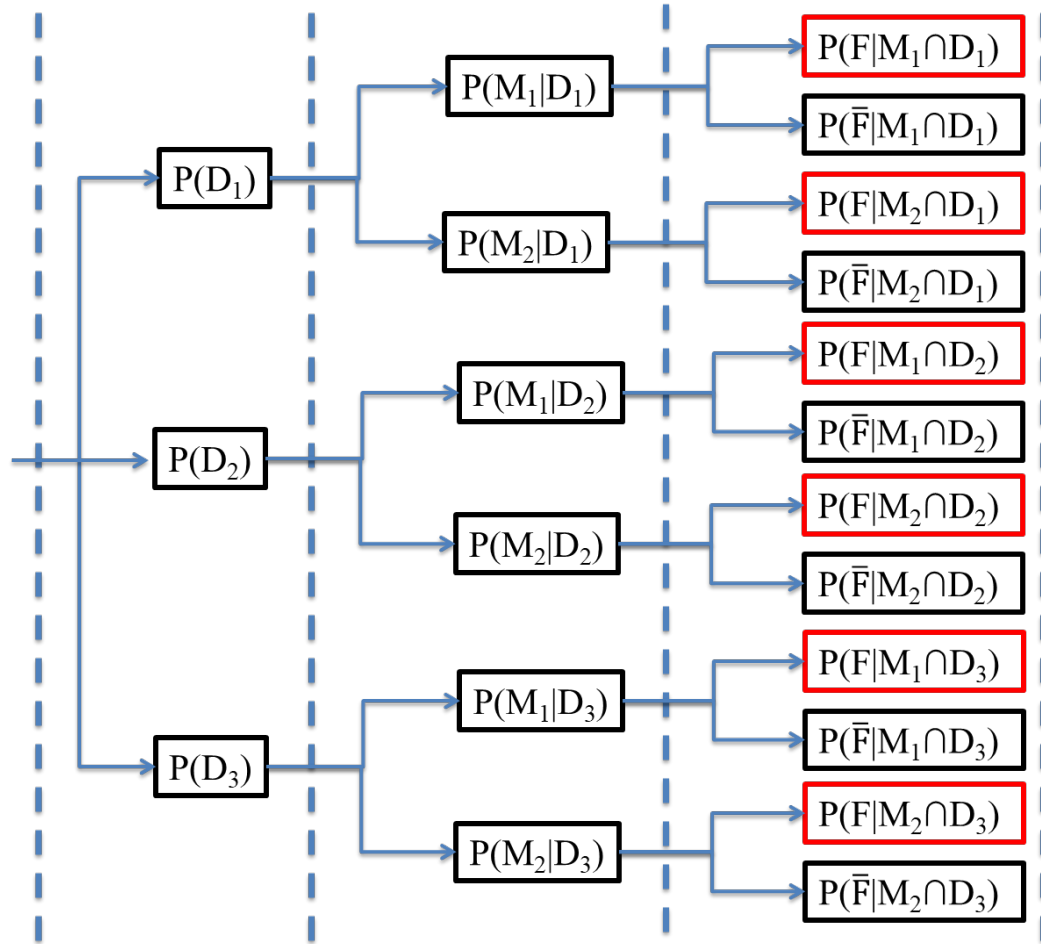 P(D₁)
P(D₂)
P(D₃)
P(M₁|D₁)
P(M₂|D₁)
P(M₁|D₂)
P(M₂|D₂)
P(M₁|D₃)
P(M₂|D₃)
P(F|M₁∩D₁)
P(F̅|M₁∩D₁)
P(F|M₂∩D₁)
P(F̅|M₂∩D₁)
P(F|M₁∩D₂)
P(F̅|M₁∩D₂)
P(F|M₂∩D₂)
P(F̅|M₂∩D₂)
P(F|M₁∩D₃)
P(F̅|M₁∩D₃)
P(F|M₂∩D₃)
P(F̅|M₂∩D₃)